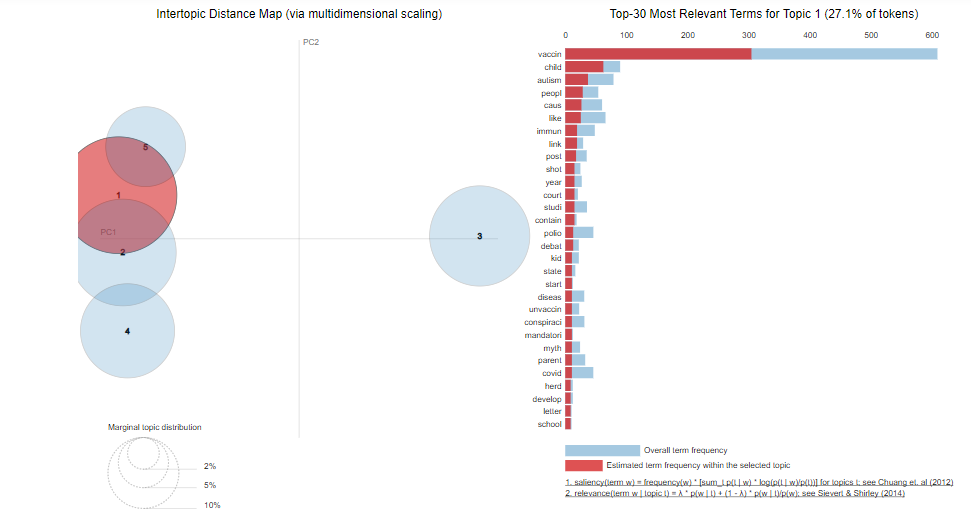 Intertopic Distance Map (via multidimensional scaling)
PC2
5
1
PC1
2
3
4
Marginal topic distribution
2%
5%
10%
Top-30 Most Relevant Terms for Topic 1 (27.1% of tokens)
0 100 200 300 400 500 600
vaccin
child
autism
peopl
caus
like
immun
link
post
shot
year
court
studi
contain
polio
debat
kid
state
start
diseas
unvaccin
conspiraci
mandatori
myth
parent
covid
herd
develop
letter
school
Overall term frequency
Estimated term frequency within the selected topic
1. saliency(term w) = frequency(w) * [sum_t p(t | w) * log(p(t | w)/p(t))] for topics t; see Chuang et. al (2012)
2. relevance(term w | topic t) = λ * p(w | t) + (1 - λ) * p(w | t)/p(w); see Sievert & Shirley (2014)